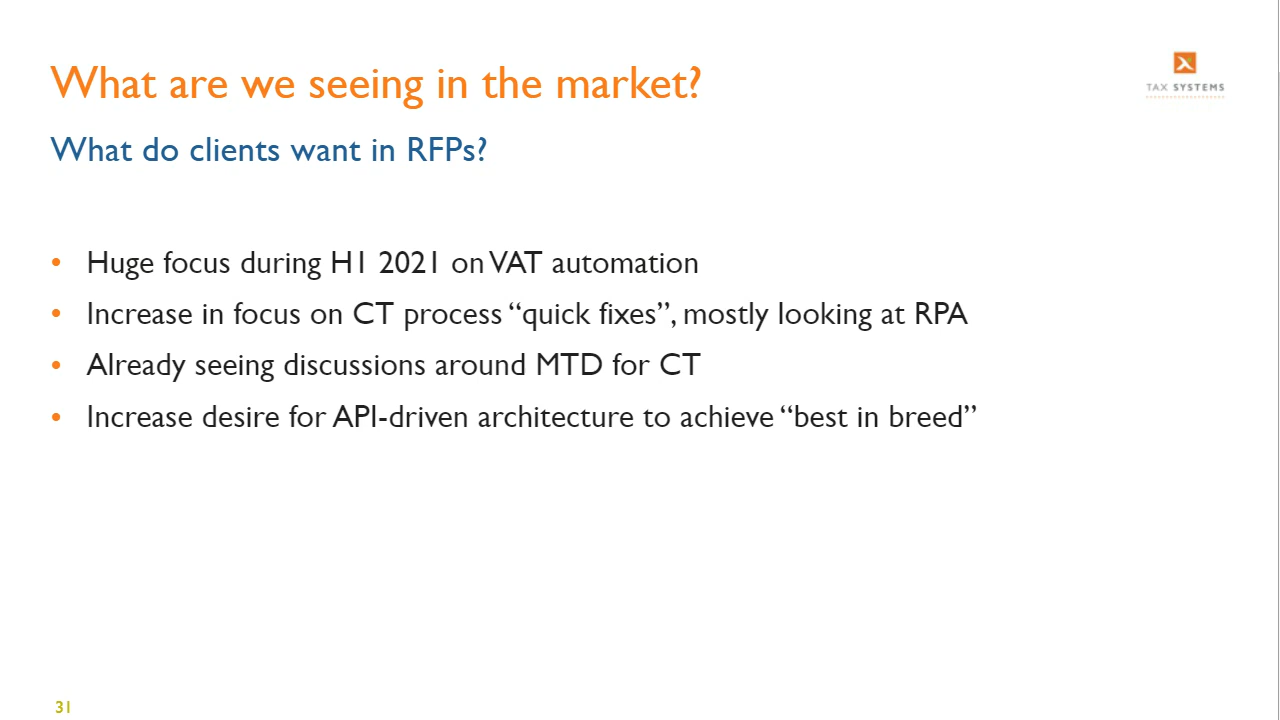 What are we seeing in the market?
TAX SYSTEMS
What do clients want in RFPs?
• Huge focus during H1 2021 on VAT automation
• Increase in focus on CT process “quick fixes”, mostly looking at RPA
• Already seeing discussions around MTD for CT
• Increase desire for API-driven architecture to achieve “best in breed”
31